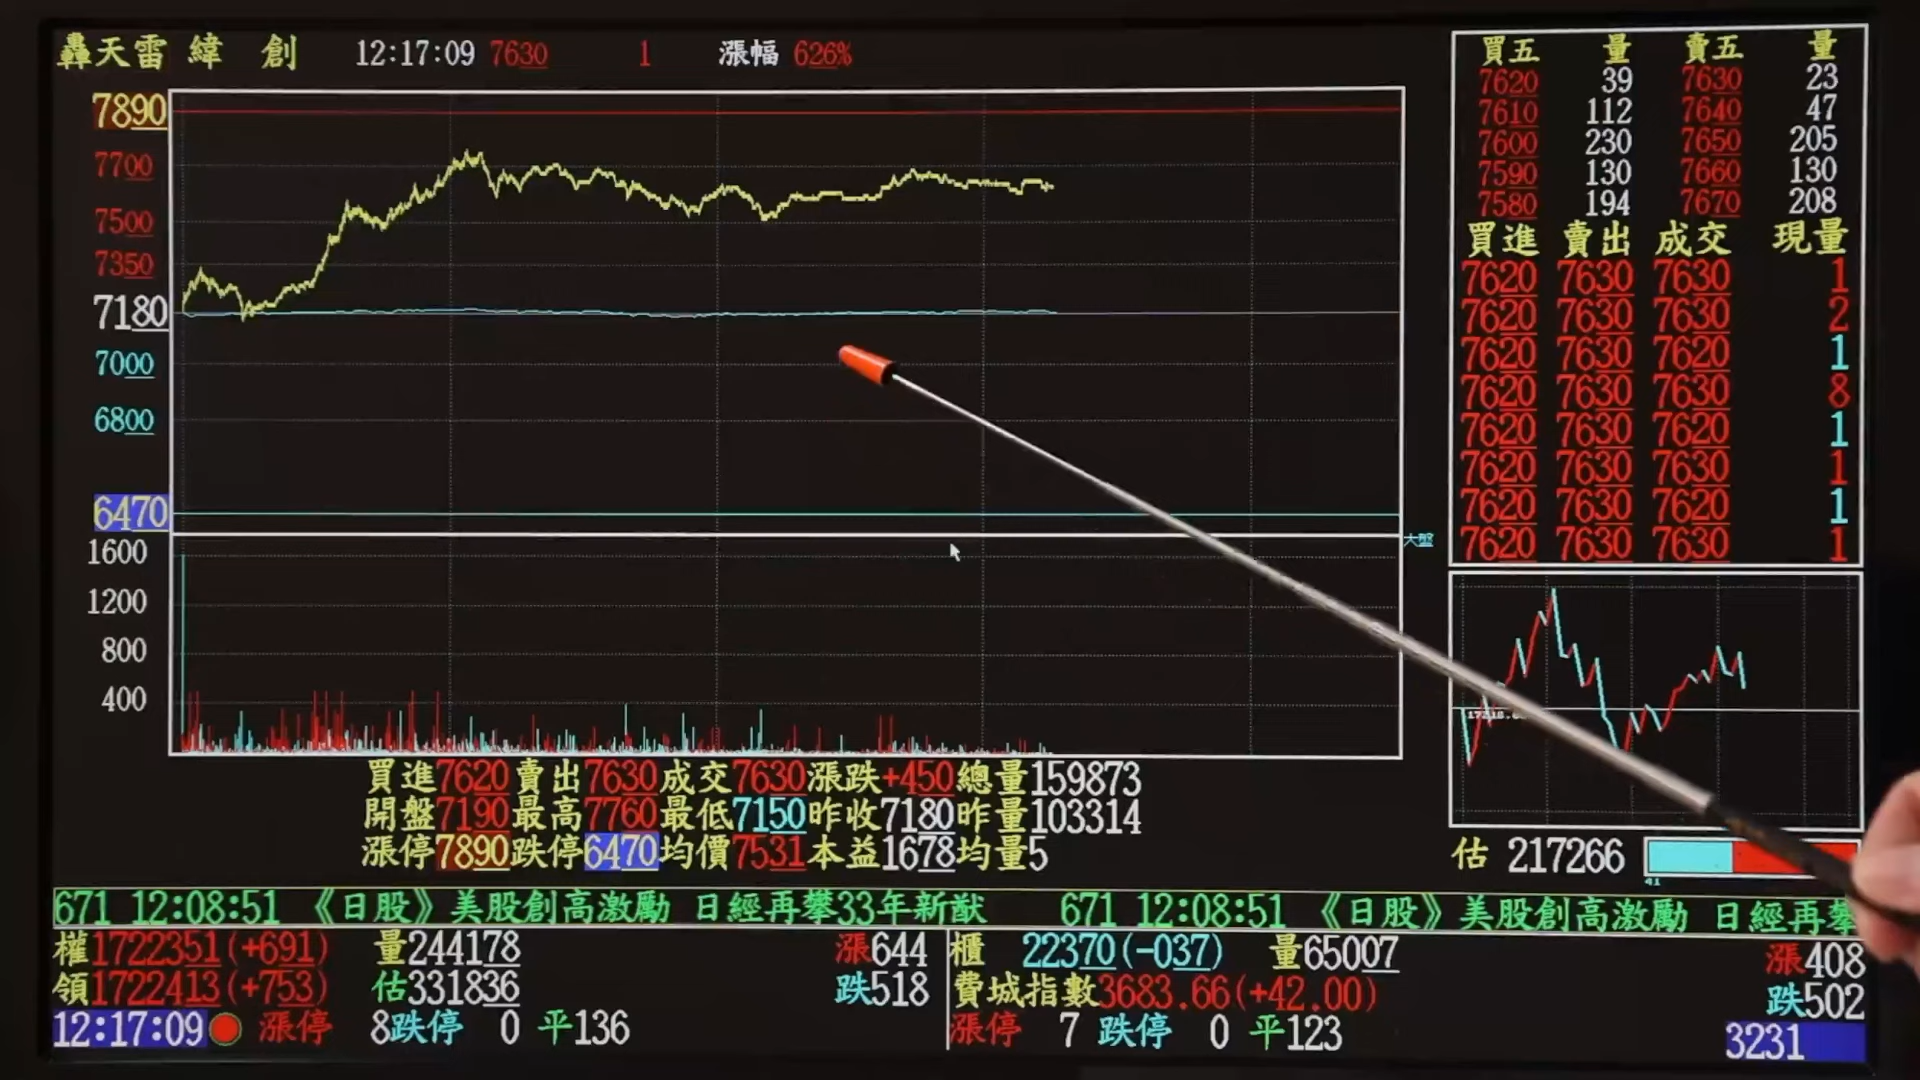 轟天雷 緯 創 12:17:09 7630 1 漲幅 626%
7890
7700
7500
7350
7180
7000
6800
6470
1600
1200
800
400
大盤
買五 量 賣五 量
7620 39 7630 23
7610 112 7640 47
7600 230 7650 205
7590 130 7660 130
7580 194 7670 208
買進 賣出 成交 現量
7620 7630 7630 1
7620 7630 7630 2
7620 7630 7620 1
7620 7630 7630 8
7620 7630 7620 1
7620 7630 7630 1
7620 7630 7620 1
7620 7630 7630 1
估 217266
41
買進7620賣出7630成交7630漲跌+450總量159873
開盤7190最高7760最低7150昨收7180昨量103314
漲停7890跌停6470均價7531本益1678均量5
671 12:08:51 《日股》美股創高激勵 日經再攀33年新猷 671 12:08:51 《日股》美股創高激勵 日經再攀
權1722351(+691) 量244178 漲644
領1722413(+753) 估331836 跌518
12:17:09 漲停 8跌停 0 平136
櫃 22370(-037) 量65007 漲408
費城指數3683.66(+42.00) 跌502
漲停 7 跌停 0 平123 3231